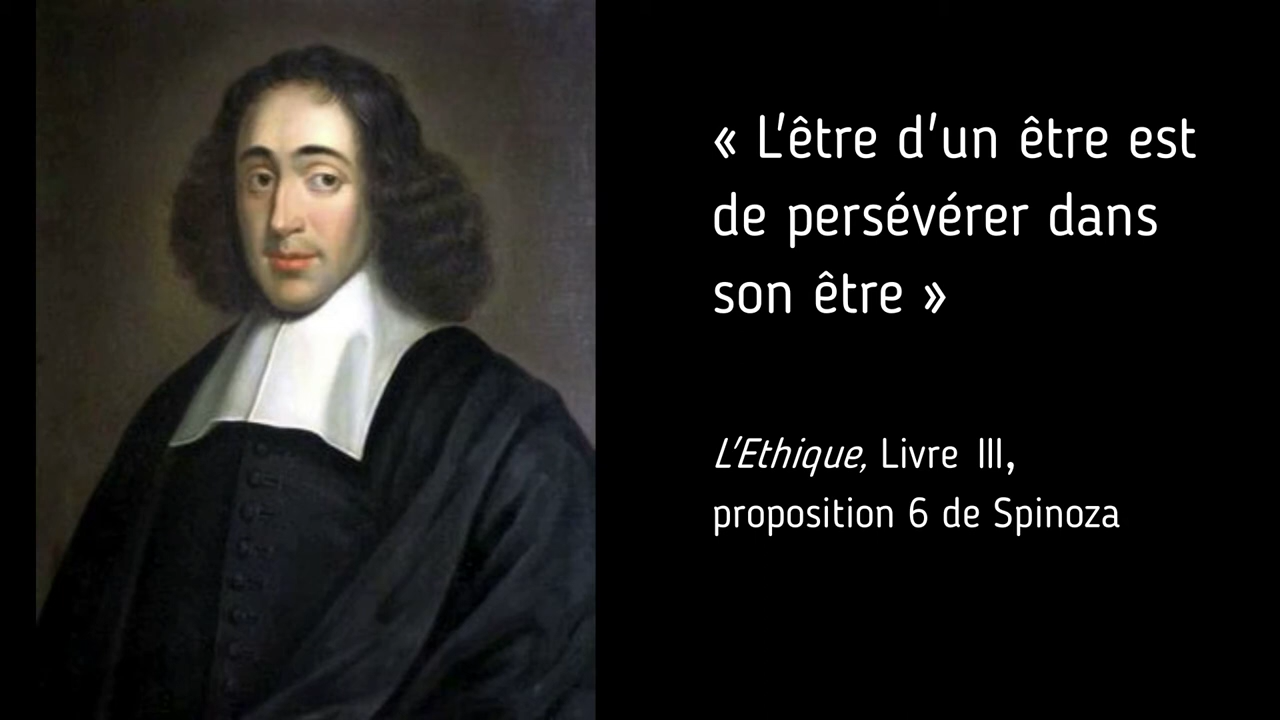 « L'être d'un être est
de persévérer dans
son être »
L'Ethique, Livre III,
proposition 6 de Spinoza